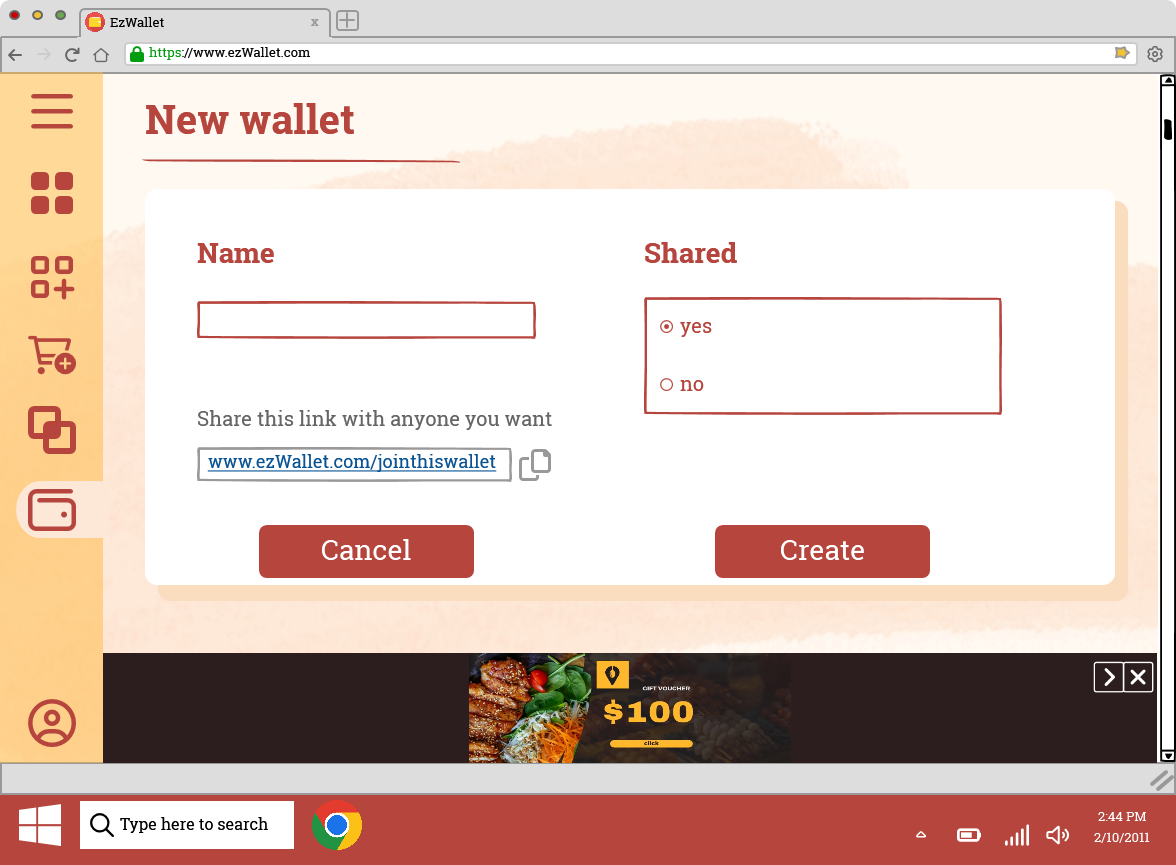 EzWallet
https://www.ezWallet.com
New wallet
Name
Shared
yes
no
Share this link with anyone you want
www.ezWallet.com/jointhiswallet
Cancel
Create
GIFT VOUCHER
$100
click
Type here to search
2:44 PM
2/10/2011